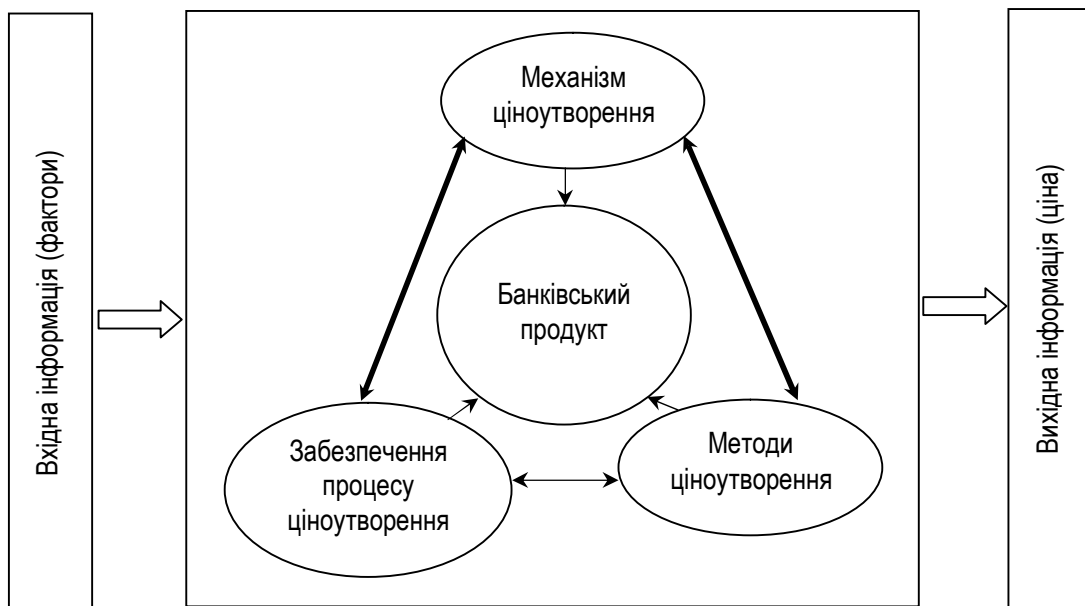 Вхідна інформація (фактори)
Механізм
ціноутворення
Банківський
продукт
Забезпечення
процесу
ціноутворення
Методи
ціноутворення
Вихідна інформація (ціна)